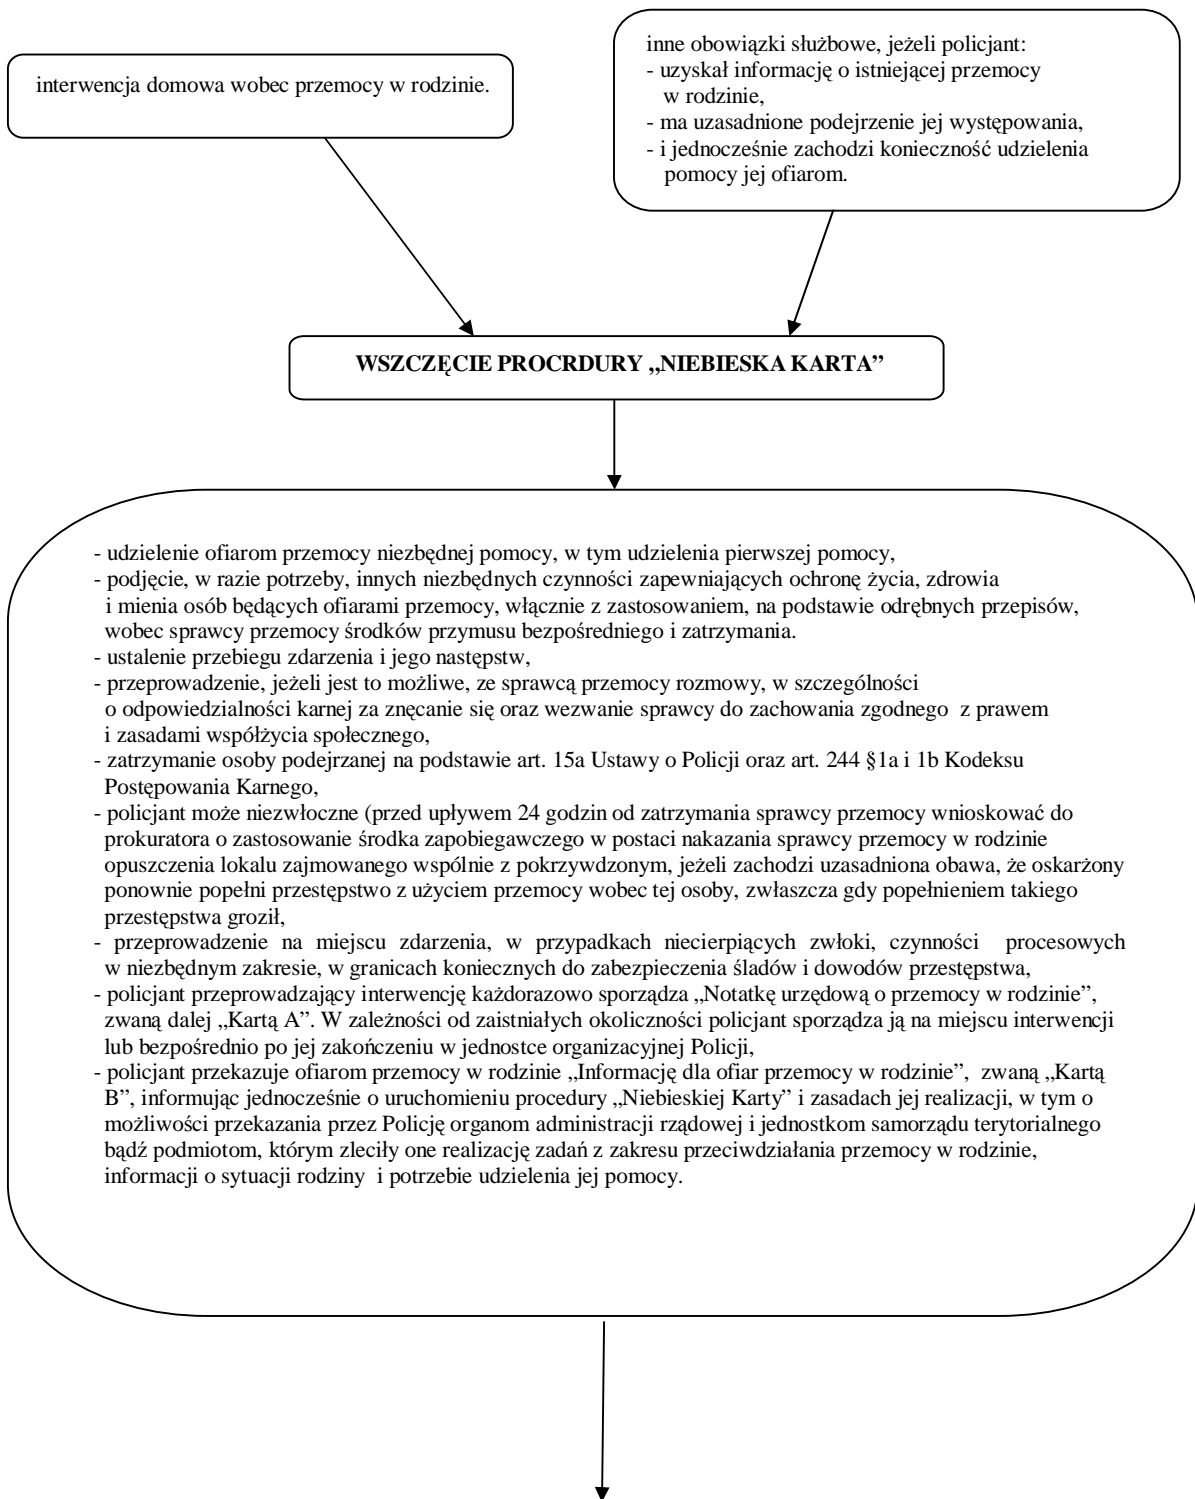 interwencja domowa wobec przemocy w rodzinie.
inne obowiązki służbowe, jeżeli policjant:
- uzyskał informację o istniejącej przemocy
w rodzinie,
- ma uzasadnione podejrzenie jej występowania,
- i jednocześnie zachodzi konieczność udzielenia
pomocy jej ofiarom.
WSZCZĘCIE PROCRDURY „NIEBIESKA KARTA”
- udzielenie ofiarom przemocy niezbędnej pomocy, w tym udzielenia pierwszej pomocy,
- podjęcie, w razie potrzeby, innych niezbędnych czynności zapewniających ochronę życia, zdrowia
i mienia osób będących ofiarami przemocy, włącznie z zastosowaniem, na podstawie odrębnych przepisów,
wobec sprawcy przemocy środków przymusu bezpośredniego i zatrzymania.
- ustalenie przebiegu zdarzenia i jego następstw,
- przeprowadzenie, jeżeli jest to możliwe, ze sprawcą przemocy rozmowy, w szczególności
o odpowiedzialności karnej za znęcanie się oraz wezwanie sprawcy do zachowania zgodnego z prawem
i zasadami współżycia społecznego,
- zatrzymanie osoby podejrzanej na podstawie art. 15a Ustawy o Policji oraz art. 244 §1a i 1b Kodeksu
Postępowania Karnego,
- policjant może niezwłoczne (przed upływem 24 godzin od zatrzymania sprawcy przemocy wnioskować do
prokuratora o zastosowanie środka zapobiegawczego w postaci nakazania sprawcy przemocy w rodzinie
opuszczenia lokalu zajmowanego wspólnie z pokrzywdzonym, jeżeli zachodzi uzasadniona obawa, że oskarżony
ponownie popełni przestępstwo z użyciem przemocy wobec tej osoby, zwłaszcza gdy popełnieniem takiego
przestępstwa groził,
- przeprowadzenie na miejscu zdarzenia, w przypadkach niecierpiących zwłoki, czynności procesowych
w niezbędnym zakresie, w granicach koniecznych do zabezpieczenia śladów i dowodów przestępstwa,
- policjant przeprowadzający interwencję każdorazowo sporządza „Notatkę urzędową o przemocy w rodzinie”,
zwaną dalej „Kartą A”. W zależności od zaistniałych okoliczności policjant sporządza ją na miejscu interwencji
lub bezpośrednio po jej zakończeniu w jednostce organizacyjnej Policji,
- policjant przekazuje ofiarom przemocy w rodzinie „Informację dla ofiar przemocy w rodzinie”, zwaną „Kartą
B”, informując jednocześnie o uruchomieniu procedury „Niebieskiej Karty” i zasadach jej realizacji, w tym o
możliwości przekazania przez Policję organom administracji rządowej i jednostkom samorządu terytorialnego
bądź podmiotom, którym zleciły one realizację zadań z zakresu przeciwdziałania przemocy w rodzinie,
informacji o sytuacji rodziny i potrzebie udzielenia jej pomocy.